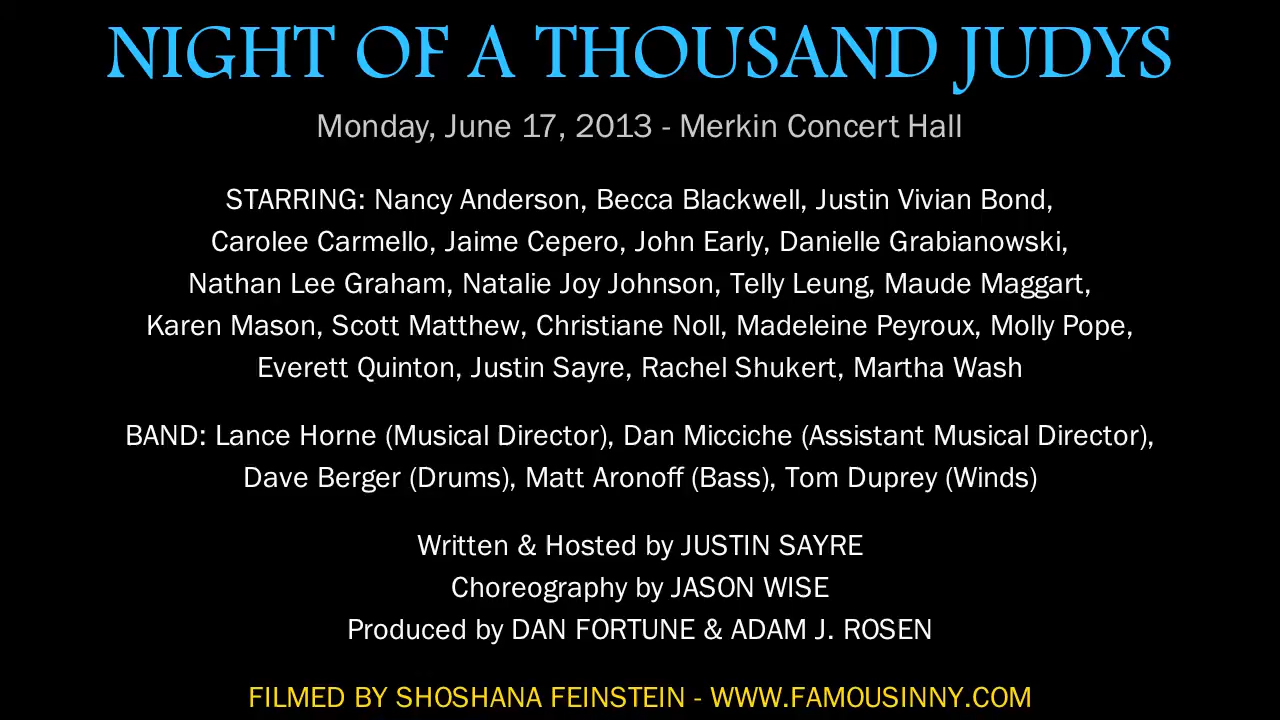 NIGHT OF A THOUSAND JUDYS
Monday, June 17, 2013 - Merkin Concert Hall
STARRING: Nancy Anderson, Becca Blackwell, Justin Vivian Bond,
Carolee Carmello, Jaime Cepero, John Early, Danielle Grabianowski,
Nathan Lee Graham, Natalie Joy Johnson, Telly Leung, Maude Maggart,
Karen Mason, Scott Matthew, Christiane Noll, Madeleine Peyroux, Molly Pope,
Everett Quinton, Justin Sayre, Rachel Shukert, Martha Wash
BAND: Lance Horne (Musical Director), Dan Micciche (Assistant Musical Director),
Dave Berger (Drums), Matt Aronoff (Bass), Tom Duprey (Winds)
Written & Hosted by JUSTIN SAYRE
Choreography by JASON WISE
Produced by DAN FORTUNE & ADAM J. ROSEN
FILMED BY SHOSHANA FEINSTEIN - WWW.FAMOUSINNY.COM